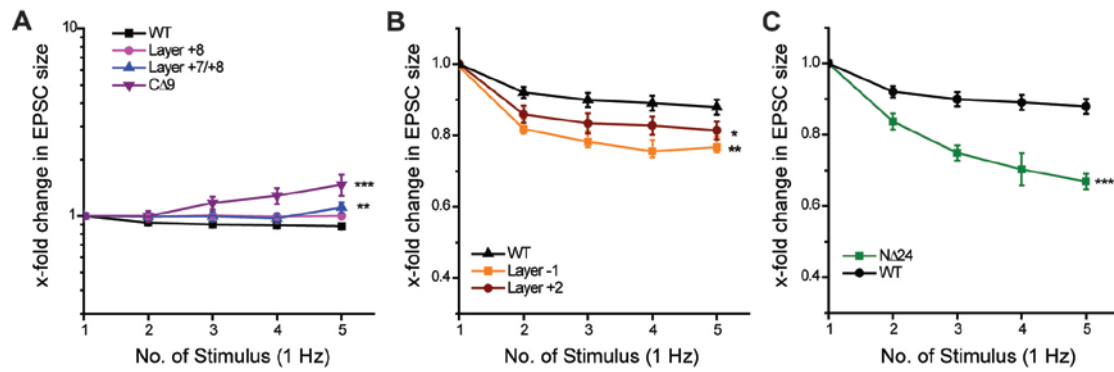 A
x-fold change in EPSC size
10
1
WT
Layer +8
Layer +7/+8
CΔ9
***
**
1 2 3 4 5
No. of Stimulus (1 Hz)
B
x-fold change in EPSC size
1.0
0.8
0.6
0.4
*
**
WT
Layer -1
Layer +2
1 2 3 4 5
No. of Stimulus (1 Hz)
C
x-fold change in EPSC size
1.0
0.8
0.6
0.4
***
NΔ24
WT
1 2 3 4 5
No. of Stimulus (1 Hz)